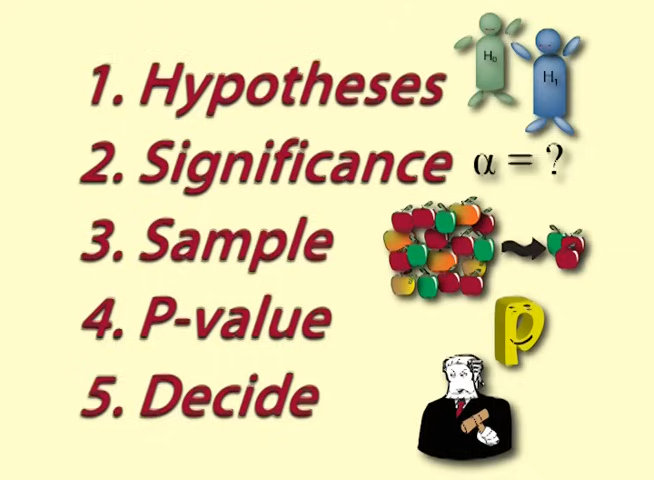 1. Hypotheses
H₀
H₁
2. Significance α = ?
3. Sample
4. P-value
p
5. Decide